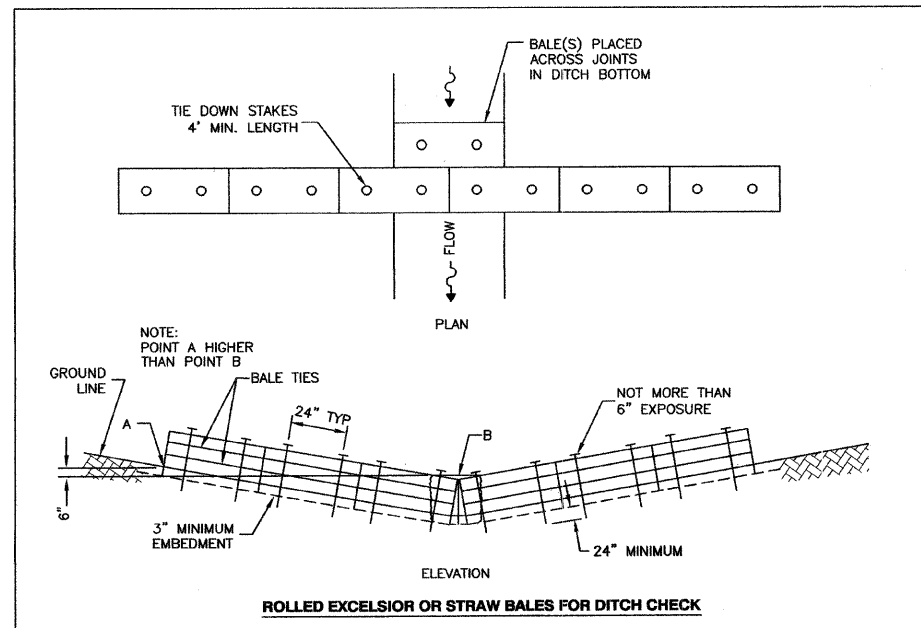 BALE(S) PLACED
ACROSS JOINTS
IN DITCH BOTTOM
TIE DOWN STAKES
4' MIN. LENGTH
FLOW
PLAN
NOTE:
POINT A HIGHER
THAN POINT B
GROUND
LINE
BALE TIES
A
24" TYP
B
NOT MORE THAN
6" EXPOSURE
6"
3" MINIMUM
EMBEDMENT
24" MINIMUM
ELEVATION
ROLLED EXCELSIOR OR STRAW BALES FOR DITCH CHECK